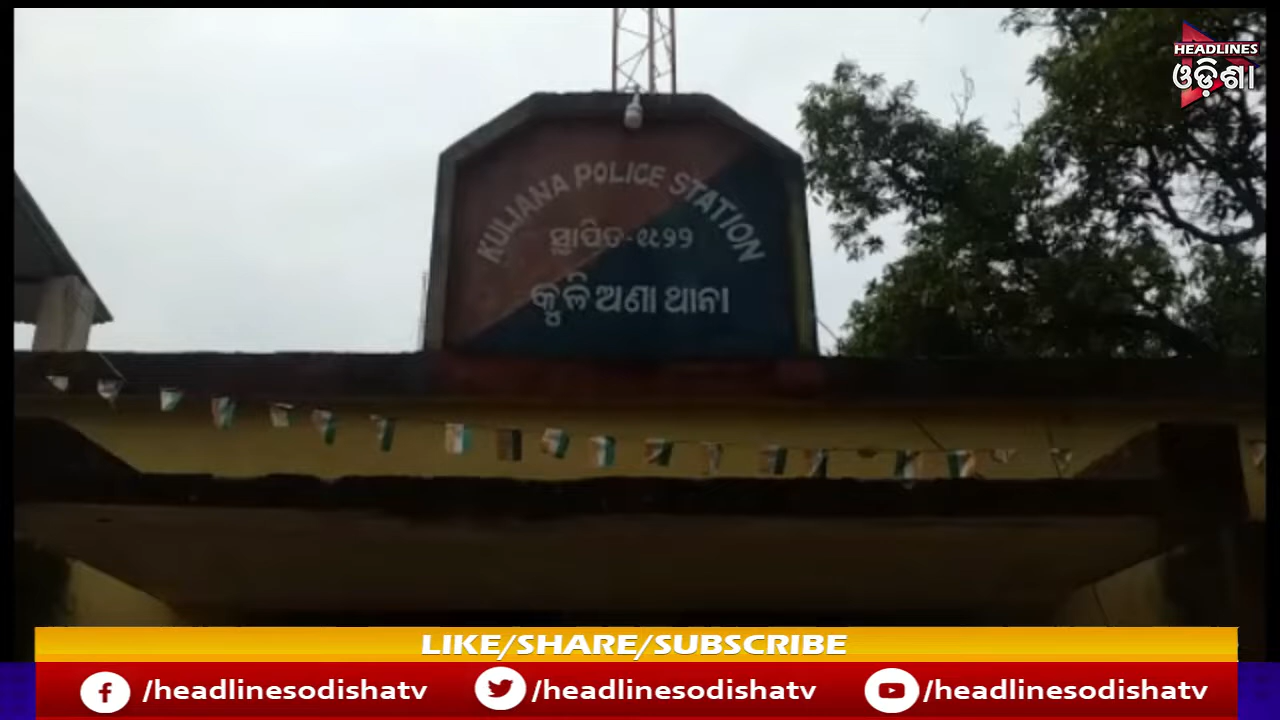 HEADLINES
ଓଡ଼ିଶା
KULIANA POLICE STATION
ସ୍ଥାପିତ-୧୯୨୨
କୁଲିଅଣା ଥାନା
LIKE/SHARE/SUBSCRIBE
/headlinesodishatv /headlinesodishatv /headlinesodishatv